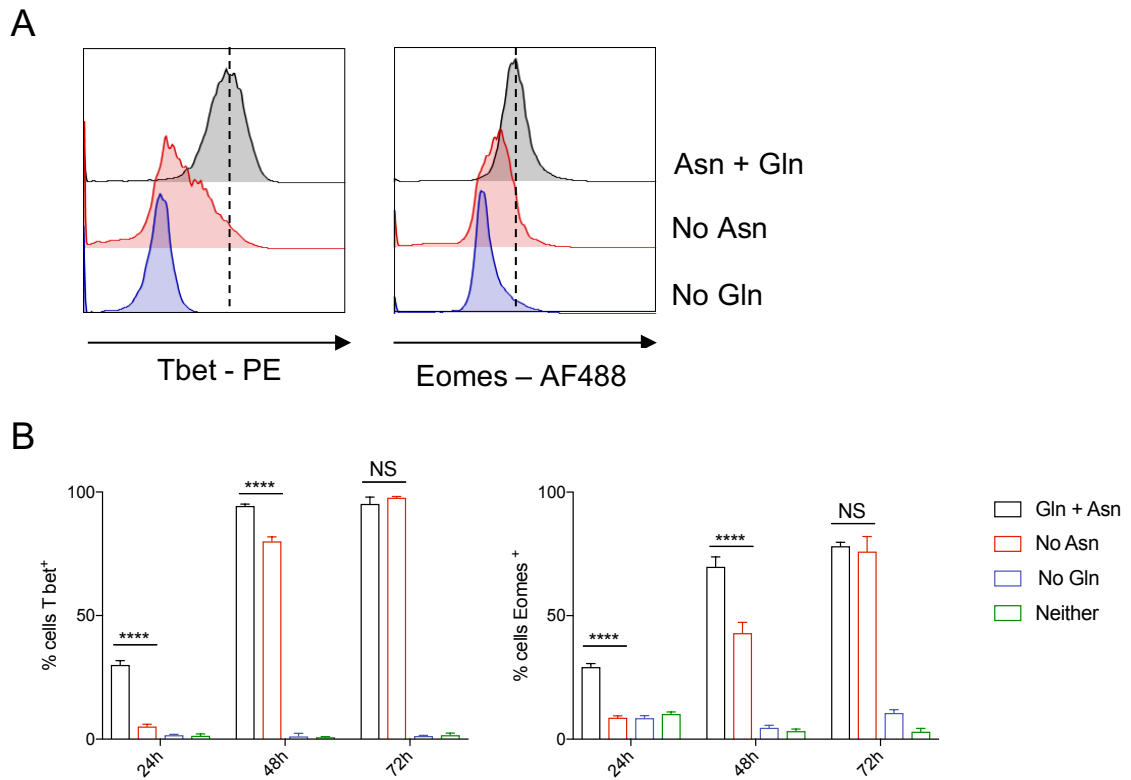 A
Asn + Gln
No Asn
No Gln
Tbet - PE
Eomes – AF488
B
% cells T bet+
100
50
0
****
****
NS
24h
48h
72h
% cells Eomes +
100
50
0
****
****
NS
24h
48h
72h
Gln + Asn
No Asn
No Gln
Neither